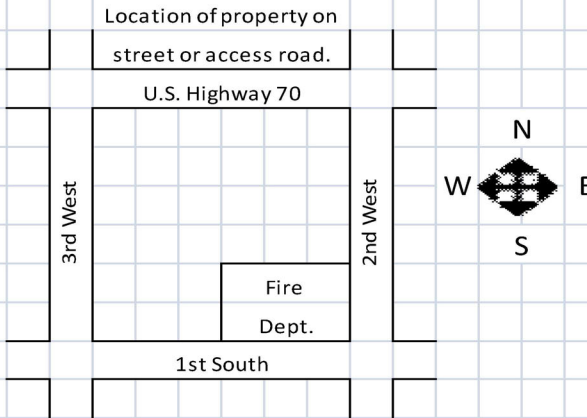 Location of property on
street or access road.
U.S. Highway 70
N
W
E
S
3rd West
2nd West
Fire
Dept.
1st South